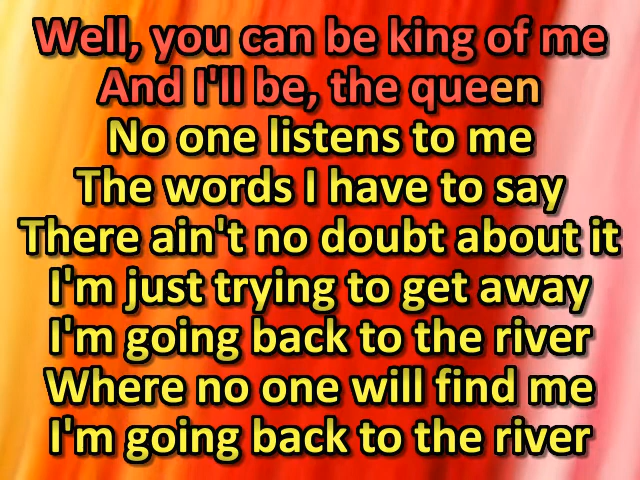 Well, you can be king of me
And I'll be, the queen
No one listens to me
The words I have to say
There ain't no doubt about it
I'm just trying to get away
I'm going back to the river
Where no one will find me
I'm going back to the river